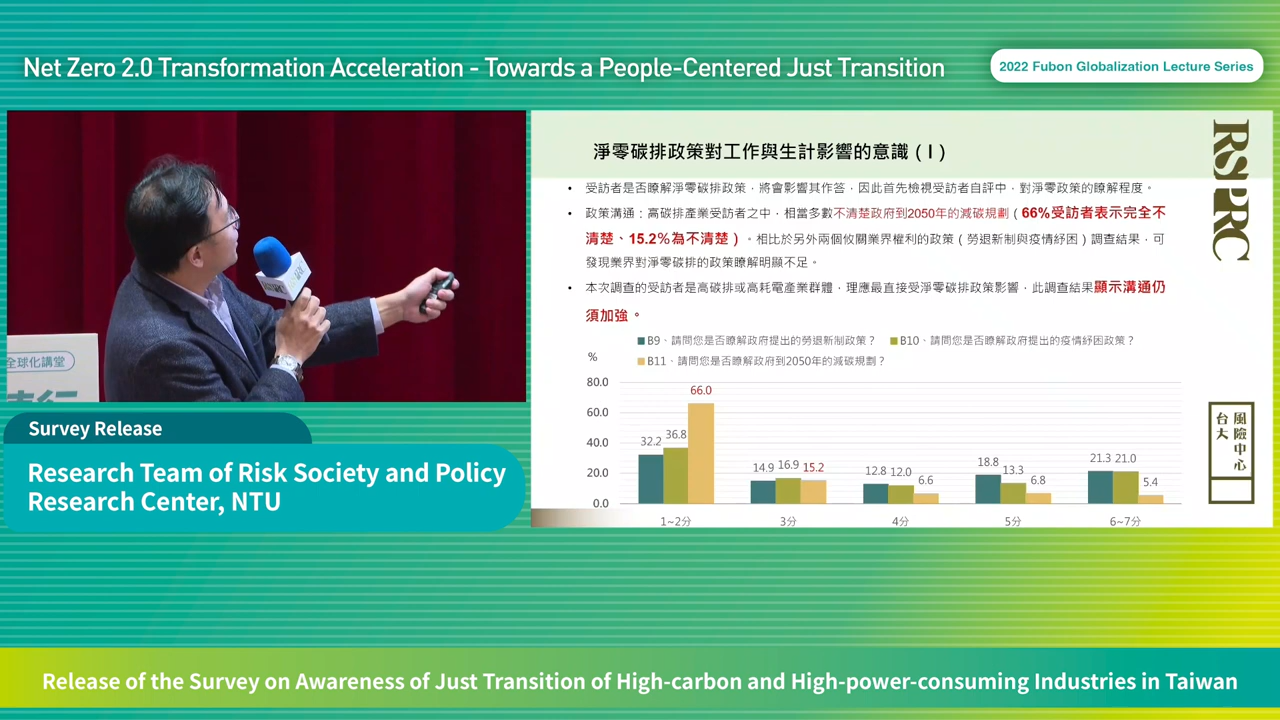 Net Zero 2.0 Transformation Acceleration - Towards a People-Centered Just Transition
2022 Fubon Globalization Lecture Series
淨零碳排政策對工作與生計影響的意識 ( I )
RSPRC
• 受訪者是否瞭解淨零碳排政策，將會影響其作答，因此首先檢視受訪者自評中，對淨零政策的瞭解程度。
• 政策溝通：高碳排產業受訪者之中，相當多數不清楚政府到2050年的減碳規劃（66%受訪者表示完全不
清楚、15.2%為不清楚）。相比於另外兩個攸關業界權利的政策（勞退新制與疫情紓困）調查結果，可
發現業界對淨零碳排的政策瞭解明顯不足。
• 本次調查的受訪者是高碳排或高耗電產業群體，理應最直接受淨零碳排政策影響，此調查結果顯示溝通仍
須加強。
B9、請問您是否瞭解政府提出的勞退新制政策？
B10、請問您是否瞭解政府提出的疫情紓困政策？
B11、請問您是否瞭解政府到2050年的減碳規劃？
%
80.0
60.0
40.0
20.0
0.0
32.2 36.8 66.0
14.9 16.9 15.2
12.8 12.0 6.6
18.8 13.3 6.8
21.3 21.0 5.4
1~2分 3分 4分 5分 6~7分
台大
風險中心
全球化講堂
Survey Release
Research Team of Risk Society and Policy
Research Center, NTU
Release of the Survey on Awareness of Just Transition of High-carbon and High-power-consuming Industries in Taiwan